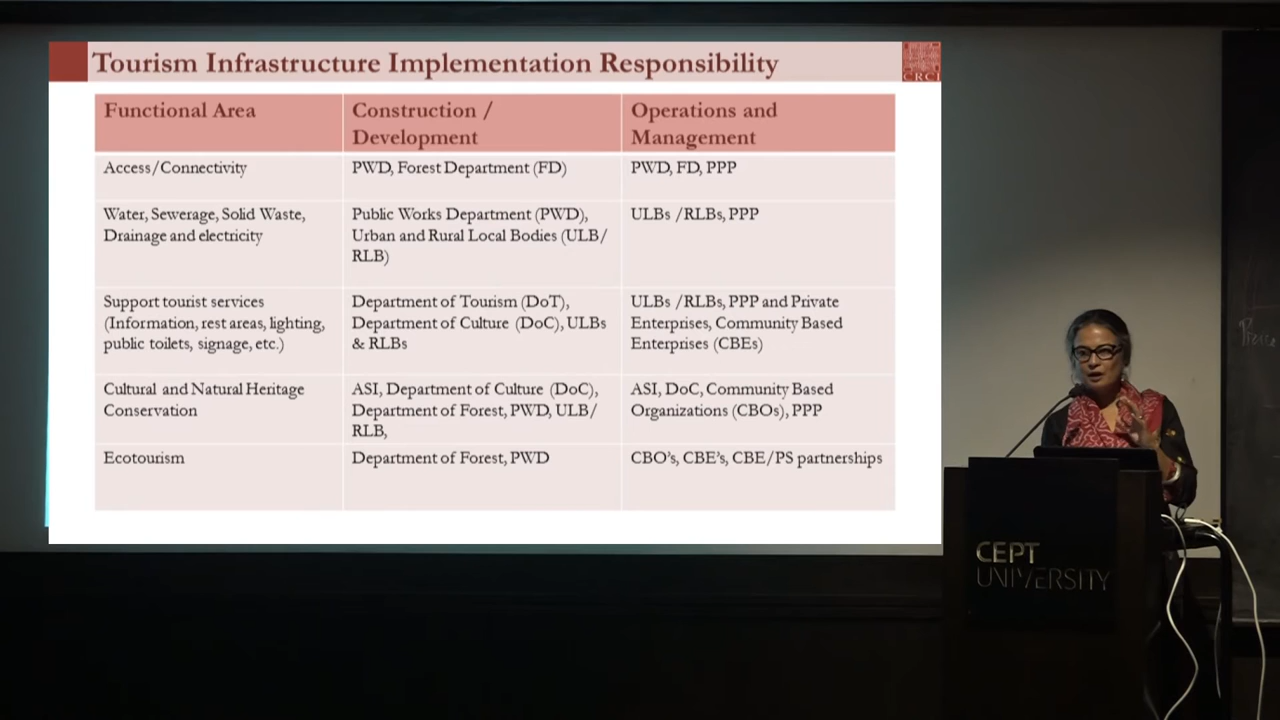 Tourism Infrastructure Implementation Responsibility
CRCI
Functional Area
Construction /
Development
Operations and
Management
Access/Connectivity
PWD, Forest Department (FD)
PWD, FD, PPP
Water, Sewerage, Solid Waste,
Drainage and electricity
Public Works Department (PWD),
Urban and Rural Local Bodies (ULB/
RLB)
ULBs /RLBs, PPP
Support tourist services
(Information, rest areas, lighting,
public toilets, signage, etc.)
Department of Tourism (DoT),
Department of Culture (DoC), ULBs
& RLBs
ULBs /RLBs, PPP and Private
Enterprises, Community Based
Enterprises (CBEs)
Cultural and Natural Heritage
Conservation
ASI, Department of Culture (DoC),
Department of Forest, PWD, ULB/
RLB,
ASI, DoC, Community Based
Organizations (CBOs), PPP
Ecotourism
Department of Forest, PWD
CBO's, CBE's, CBE/PS partnerships
CEPT
UNIVERSITY